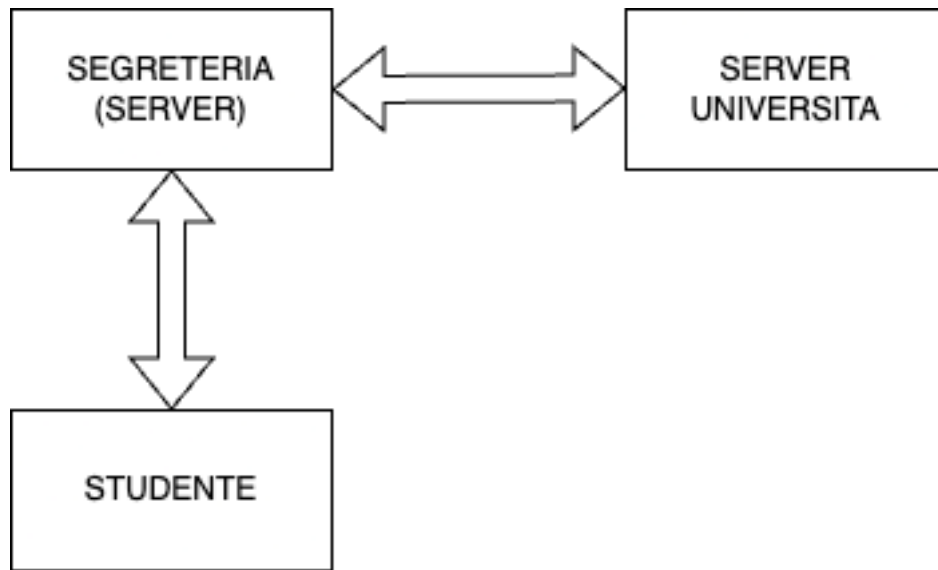 SEGRETERIA
(SERVER)
SERVER
UNIVERSITA
STUDENTE